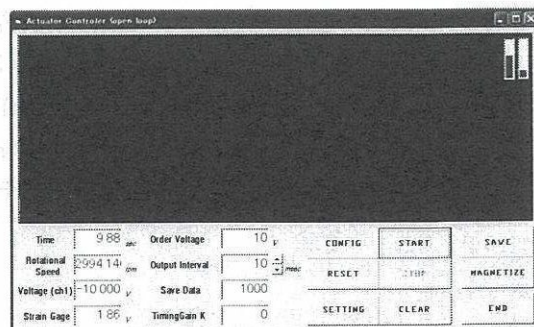 Actuator Controler (open loop)
Time 9.88 sec Order Voltage 10 V CONFIG START SAVE
Rotational Speed 2994.14 rpm Output Interval 10 msec RESET STOP MAGNETIZE
Voltage (ch1) -10.000 V Save Data 1000
Strain Gage 1.86 V TimingGain K 0 SETTING CLEAR END